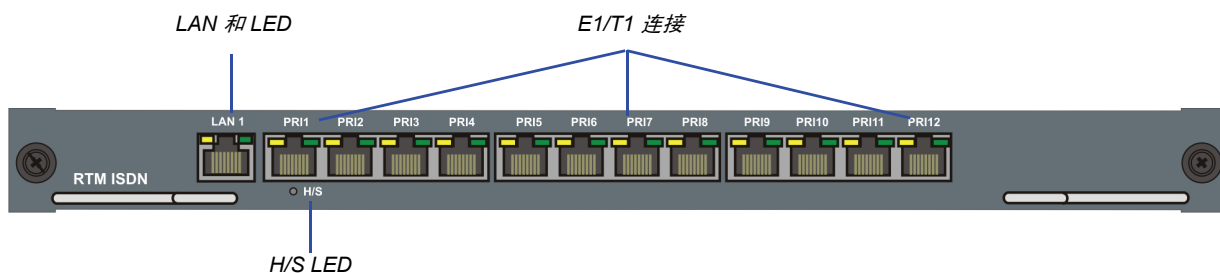 LAN 和 LED
E1/T1 连接
LAN 1 PRI1 PRI2 PRI3 PRI4 PRI5 PRI6 PRI7 PRI8 PRI9 PRI10 PRI11 PRI12
RTM ISDN
H/S
H/S LED